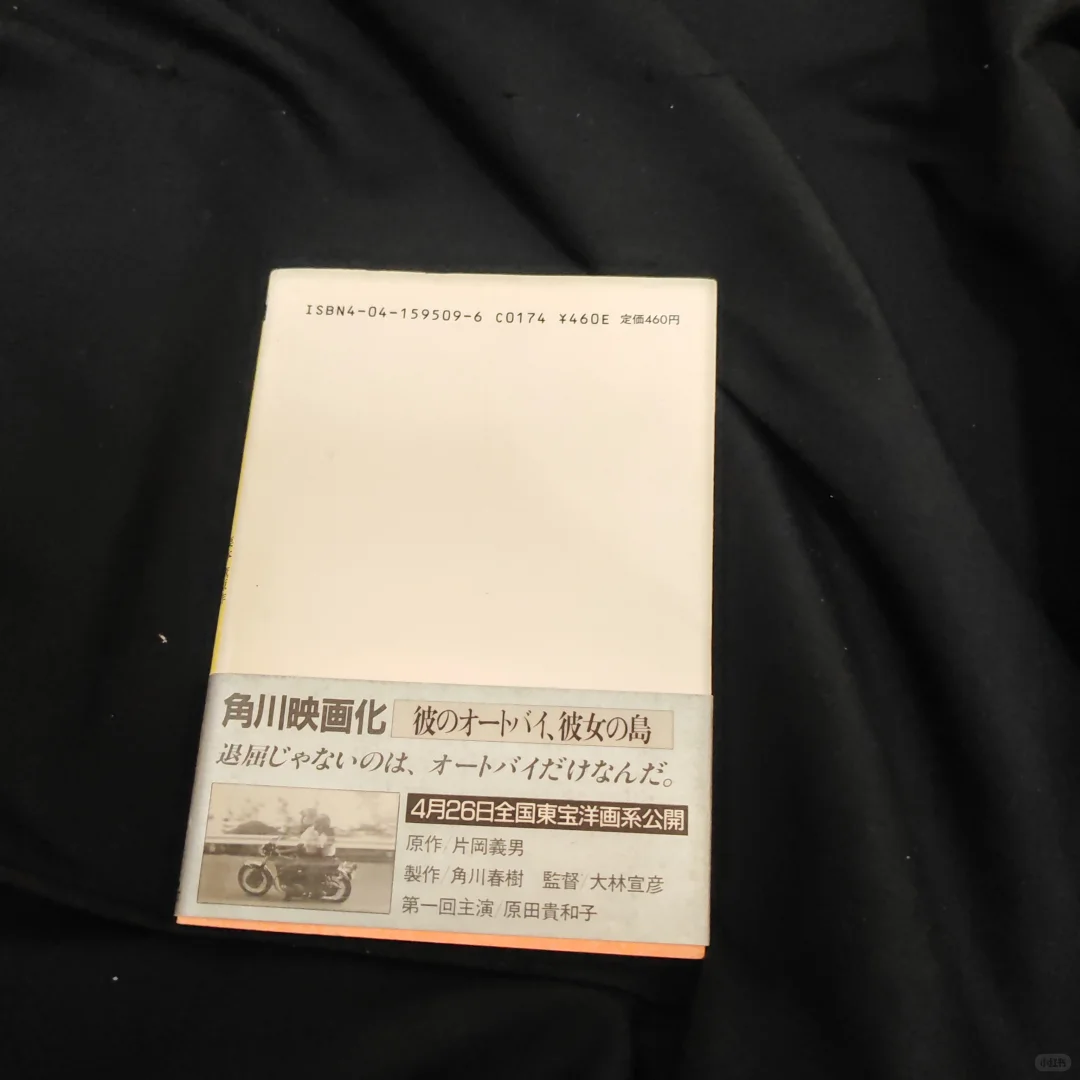 ISBN4-04-159509-6 C0174 ¥460E 定価460円
角川映画化 彼のオートバイ、彼女の島
退屈じゃないのは、オートバイだけなんだ。
4月26日全国東宝洋画系公開
原作/片岡義男
製作/角川春樹 監督/大林宣彦
第一回主演/原田貴和子